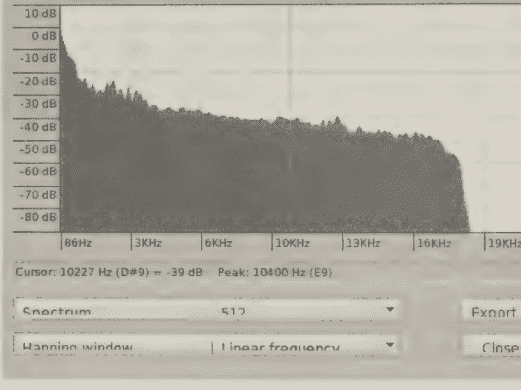 10 dB
0 dB
-10 dB
-20 dB
-30 dB
-40 dB
-50 dB
-60 dB
-70 dB
-80 dB
86Hz 3KHz 6KHz 10KHz 13KHz 16KHz 19KHz
Cursor: 10227 Hz (D#9) = -39 dB Peak: 10400 Hz (E9)
Spectrum 512 Export
Hanning window Linear frequency Close